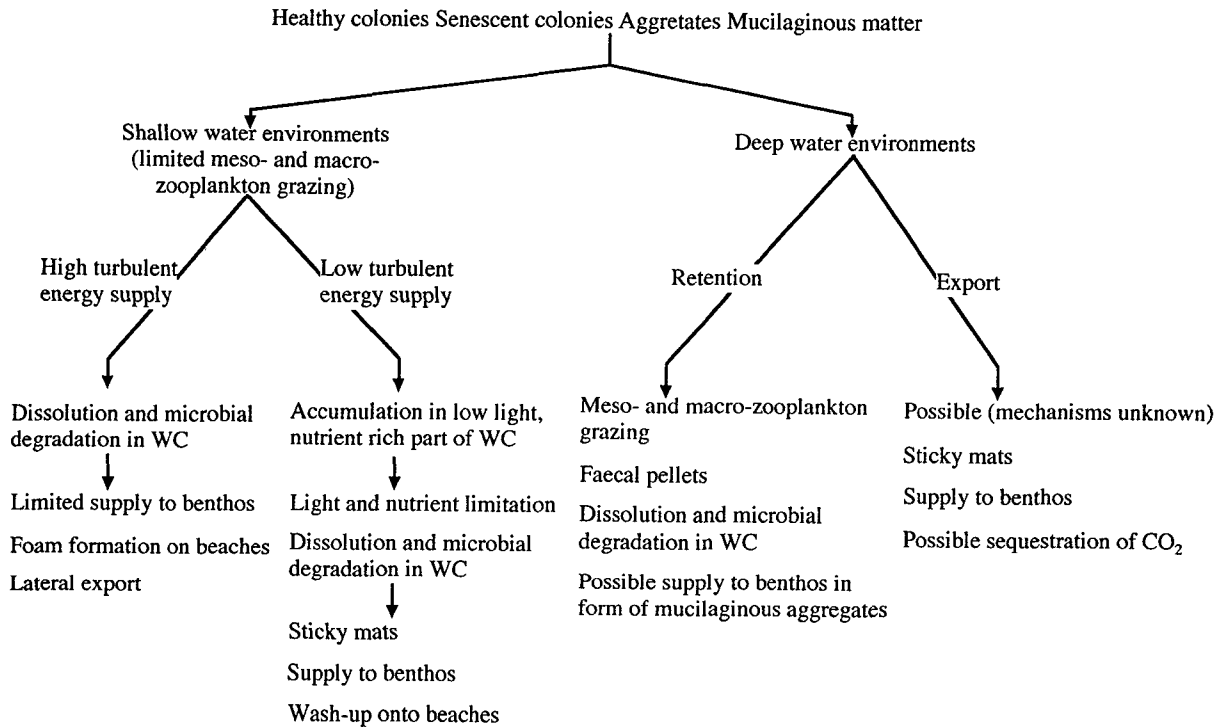 Healthy colonies Senescent colonies Aggretates Mucilaginous matter
Shallow water environments
(limited meso- and macro-
zooplankton grazing)
Deep water environments
High turbulent
energy supply
Low turbulent
energy supply
Retention
Export
Dissolution and microbial
degradation in WC
Limited supply to benthos
Foam formation on beaches
Lateral export
Accumulation in low light,
nutrient rich part of WC
Light and nutrient limitation
Dissolution and microbial
degradation in WC
Sticky mats
Supply to benthos
Wash-up onto beaches
Meso- and macro-zooplankton
grazing
Faecal pellets
Dissolution and microbial
degradation in WC
Possible supply to benthos in
form of mucilaginous aggregates
Possible (mechanisms unknown)
Sticky mats
Supply to benthos
Possible sequestration of CO₂